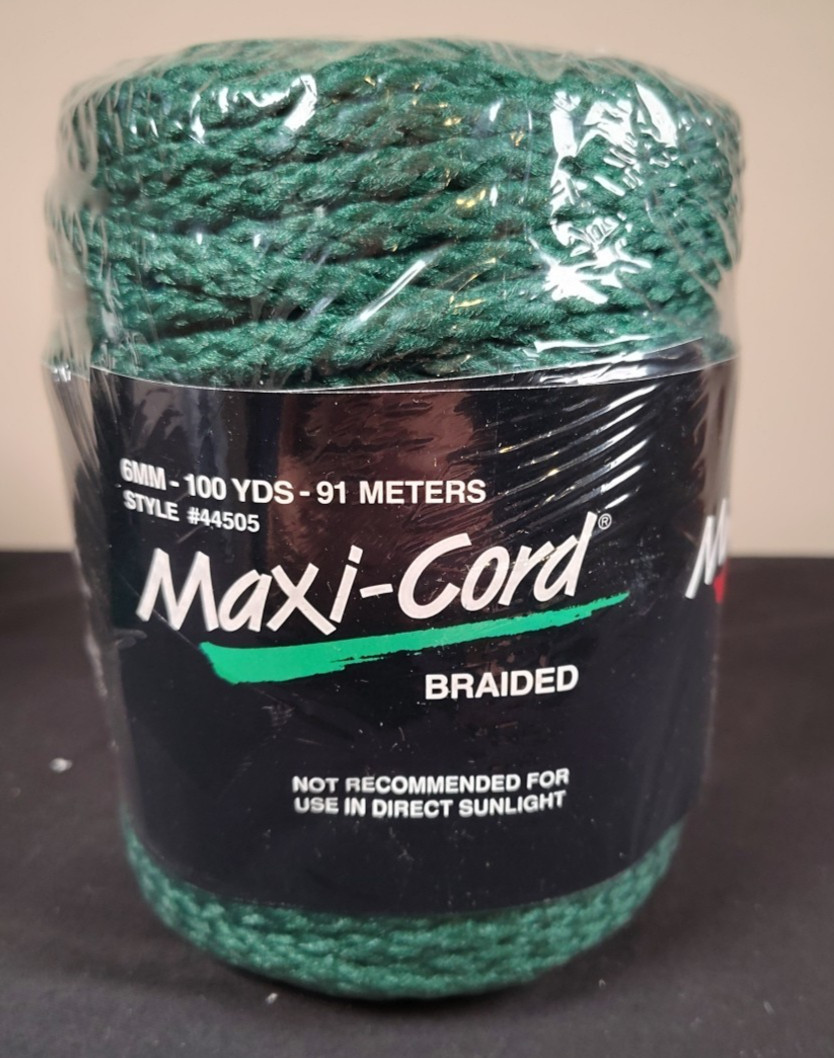 6MM - 100 YDS - 91 METERS
STYLE #44505
Maxi-Cord®
BRAIDED
NOT RECOMMENDED FOR
USE IN DIRECT SUNLIGHT